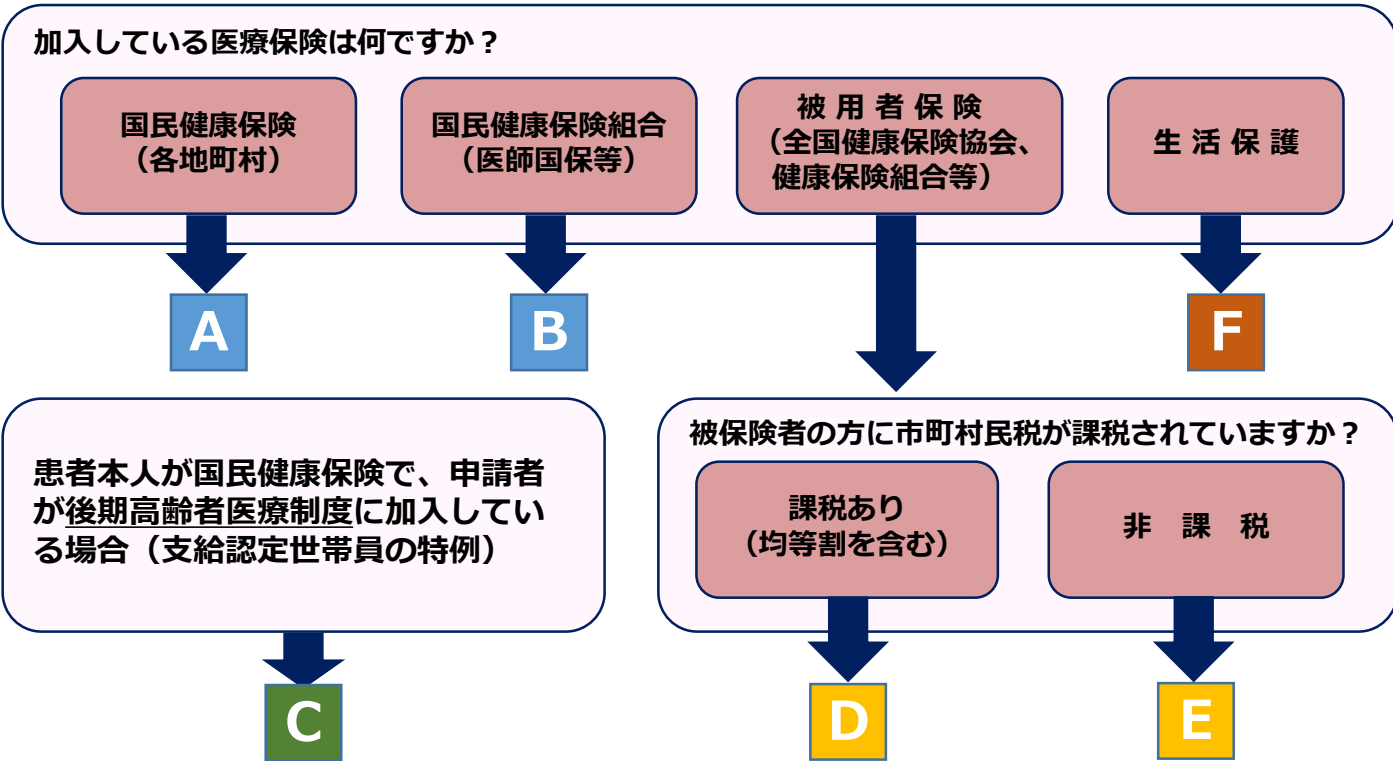 加入している医療保険は何ですか？
国民健康保険
（各地町村）
国民健康保険組合
（医師国保等）
被 用 者 保 険
（全国健康保険協会、
健康保険組合等）
生 活 保 護
A
B
F
患者本人が国民健康保険で、申請者
が後期高齢者医療制度に加入してい
る場合（支給認定世帯員の特例）
被保険者の方に市町村民税が課税されていますか？
課税あり
（均等割を含む）
非 課 税
C
D
E